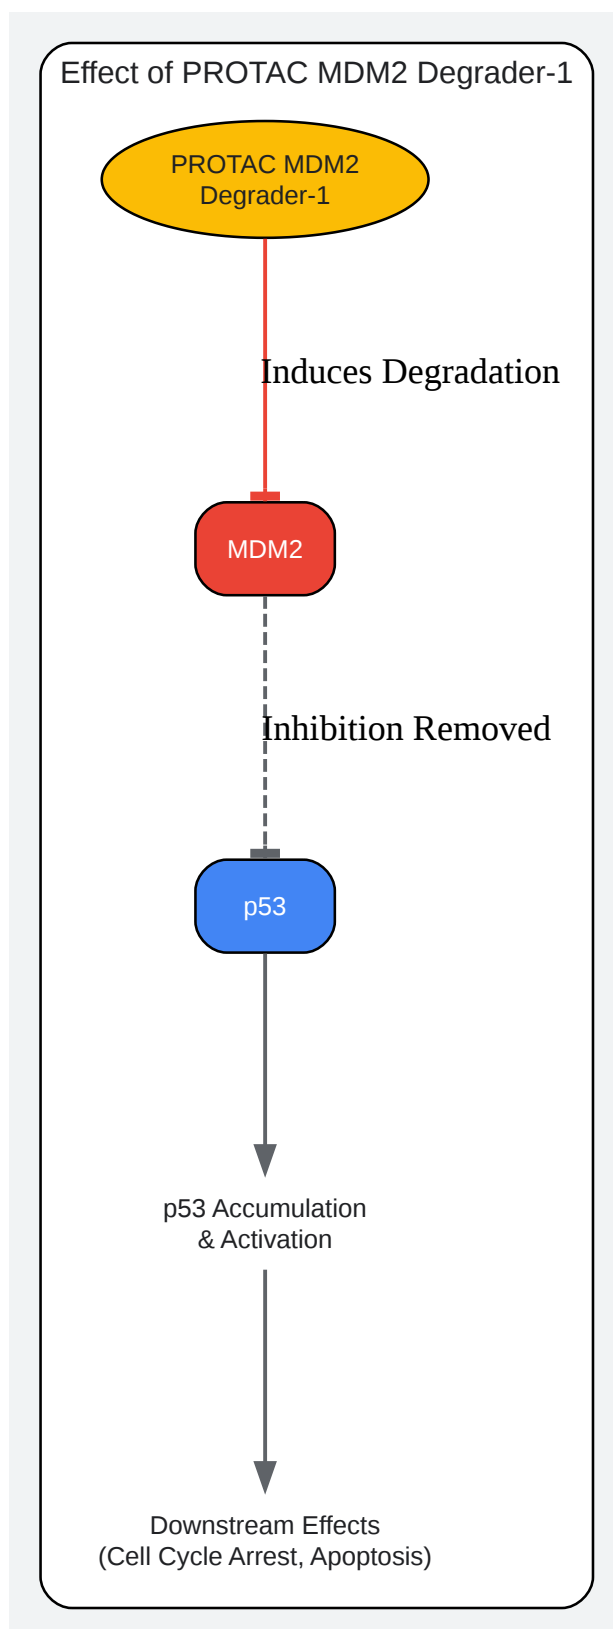 Effect of PROTAC MDM2 Degrader-1
PROTAC MDM2
Degrader-1
Induces Degradation
MDM2
Inhibition Removed
p53
p53 Accumulation
& Activation
Downstream Effects
(Cell Cycle Arrest, Apoptosis)